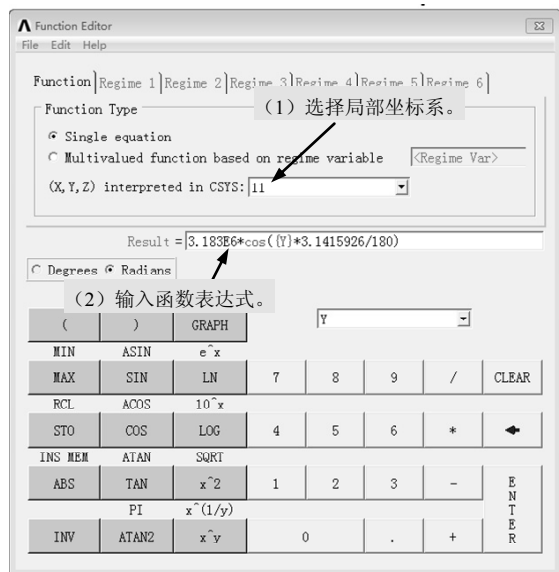 Function Editor
File Edit Help
Function Regime 1 Regime 2 Regime 3 Regime 4 Regime 5 Regime 6
Function Type
(1) 选择局部坐标系。
Single equation
Multivalued function based on regime variable <Regime Var>
(X,Y,Z) interpreted in CSYS: 11
Result = 3.183E6*cos({Y}*3.1415926/180)
Degrees Radians
(2) 输入函数表达式。
( ) GRAPH Y
MIN ASIN e^x
MAX SIN LN 7 8 9 / CLEAR
RCL ACOS 10^x
STO COS LOG 4 5 6 *
INS MEM ATAN SQRT
ABS TAN x^2 1 2 3 - ENTER
PI x^(1/y)
INV ATAN2 x^y 0 . +